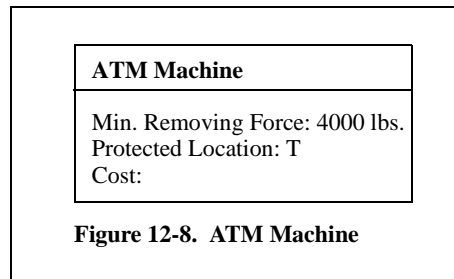 ATM Machine
Min. Removing Force: 4000 lbs.
Protected Location: T
Cost:
Figure 12-8. ATM Machine